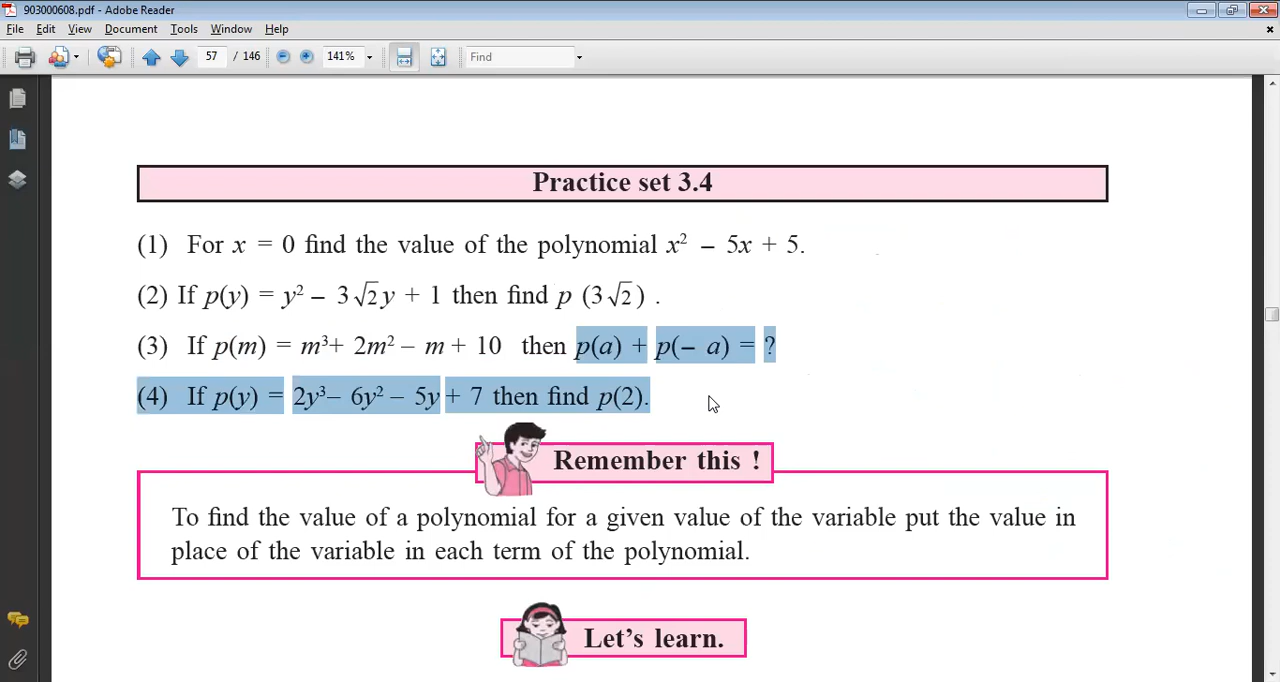 903000608.pdf - Adobe Reader
File Edit View Document Tools Window Help
57 / 146 141% Find
Practice set 3.4
(1) For x = 0 find the value of the polynomial x² – 5x + 5.
(2) If p(y) = y² – 3√2y + 1 then find p (3√2) .
(3) If p(m) = m³+ 2m² – m + 10 then p(a) + p(– a) = ?
(4) If p(y) = 2y³– 6y² – 5y + 7 then find p(2).
Remember this !
To find the value of a polynomial for a given value of the variable put the value in
place of the variable in each term of the polynomial.
Let's learn.